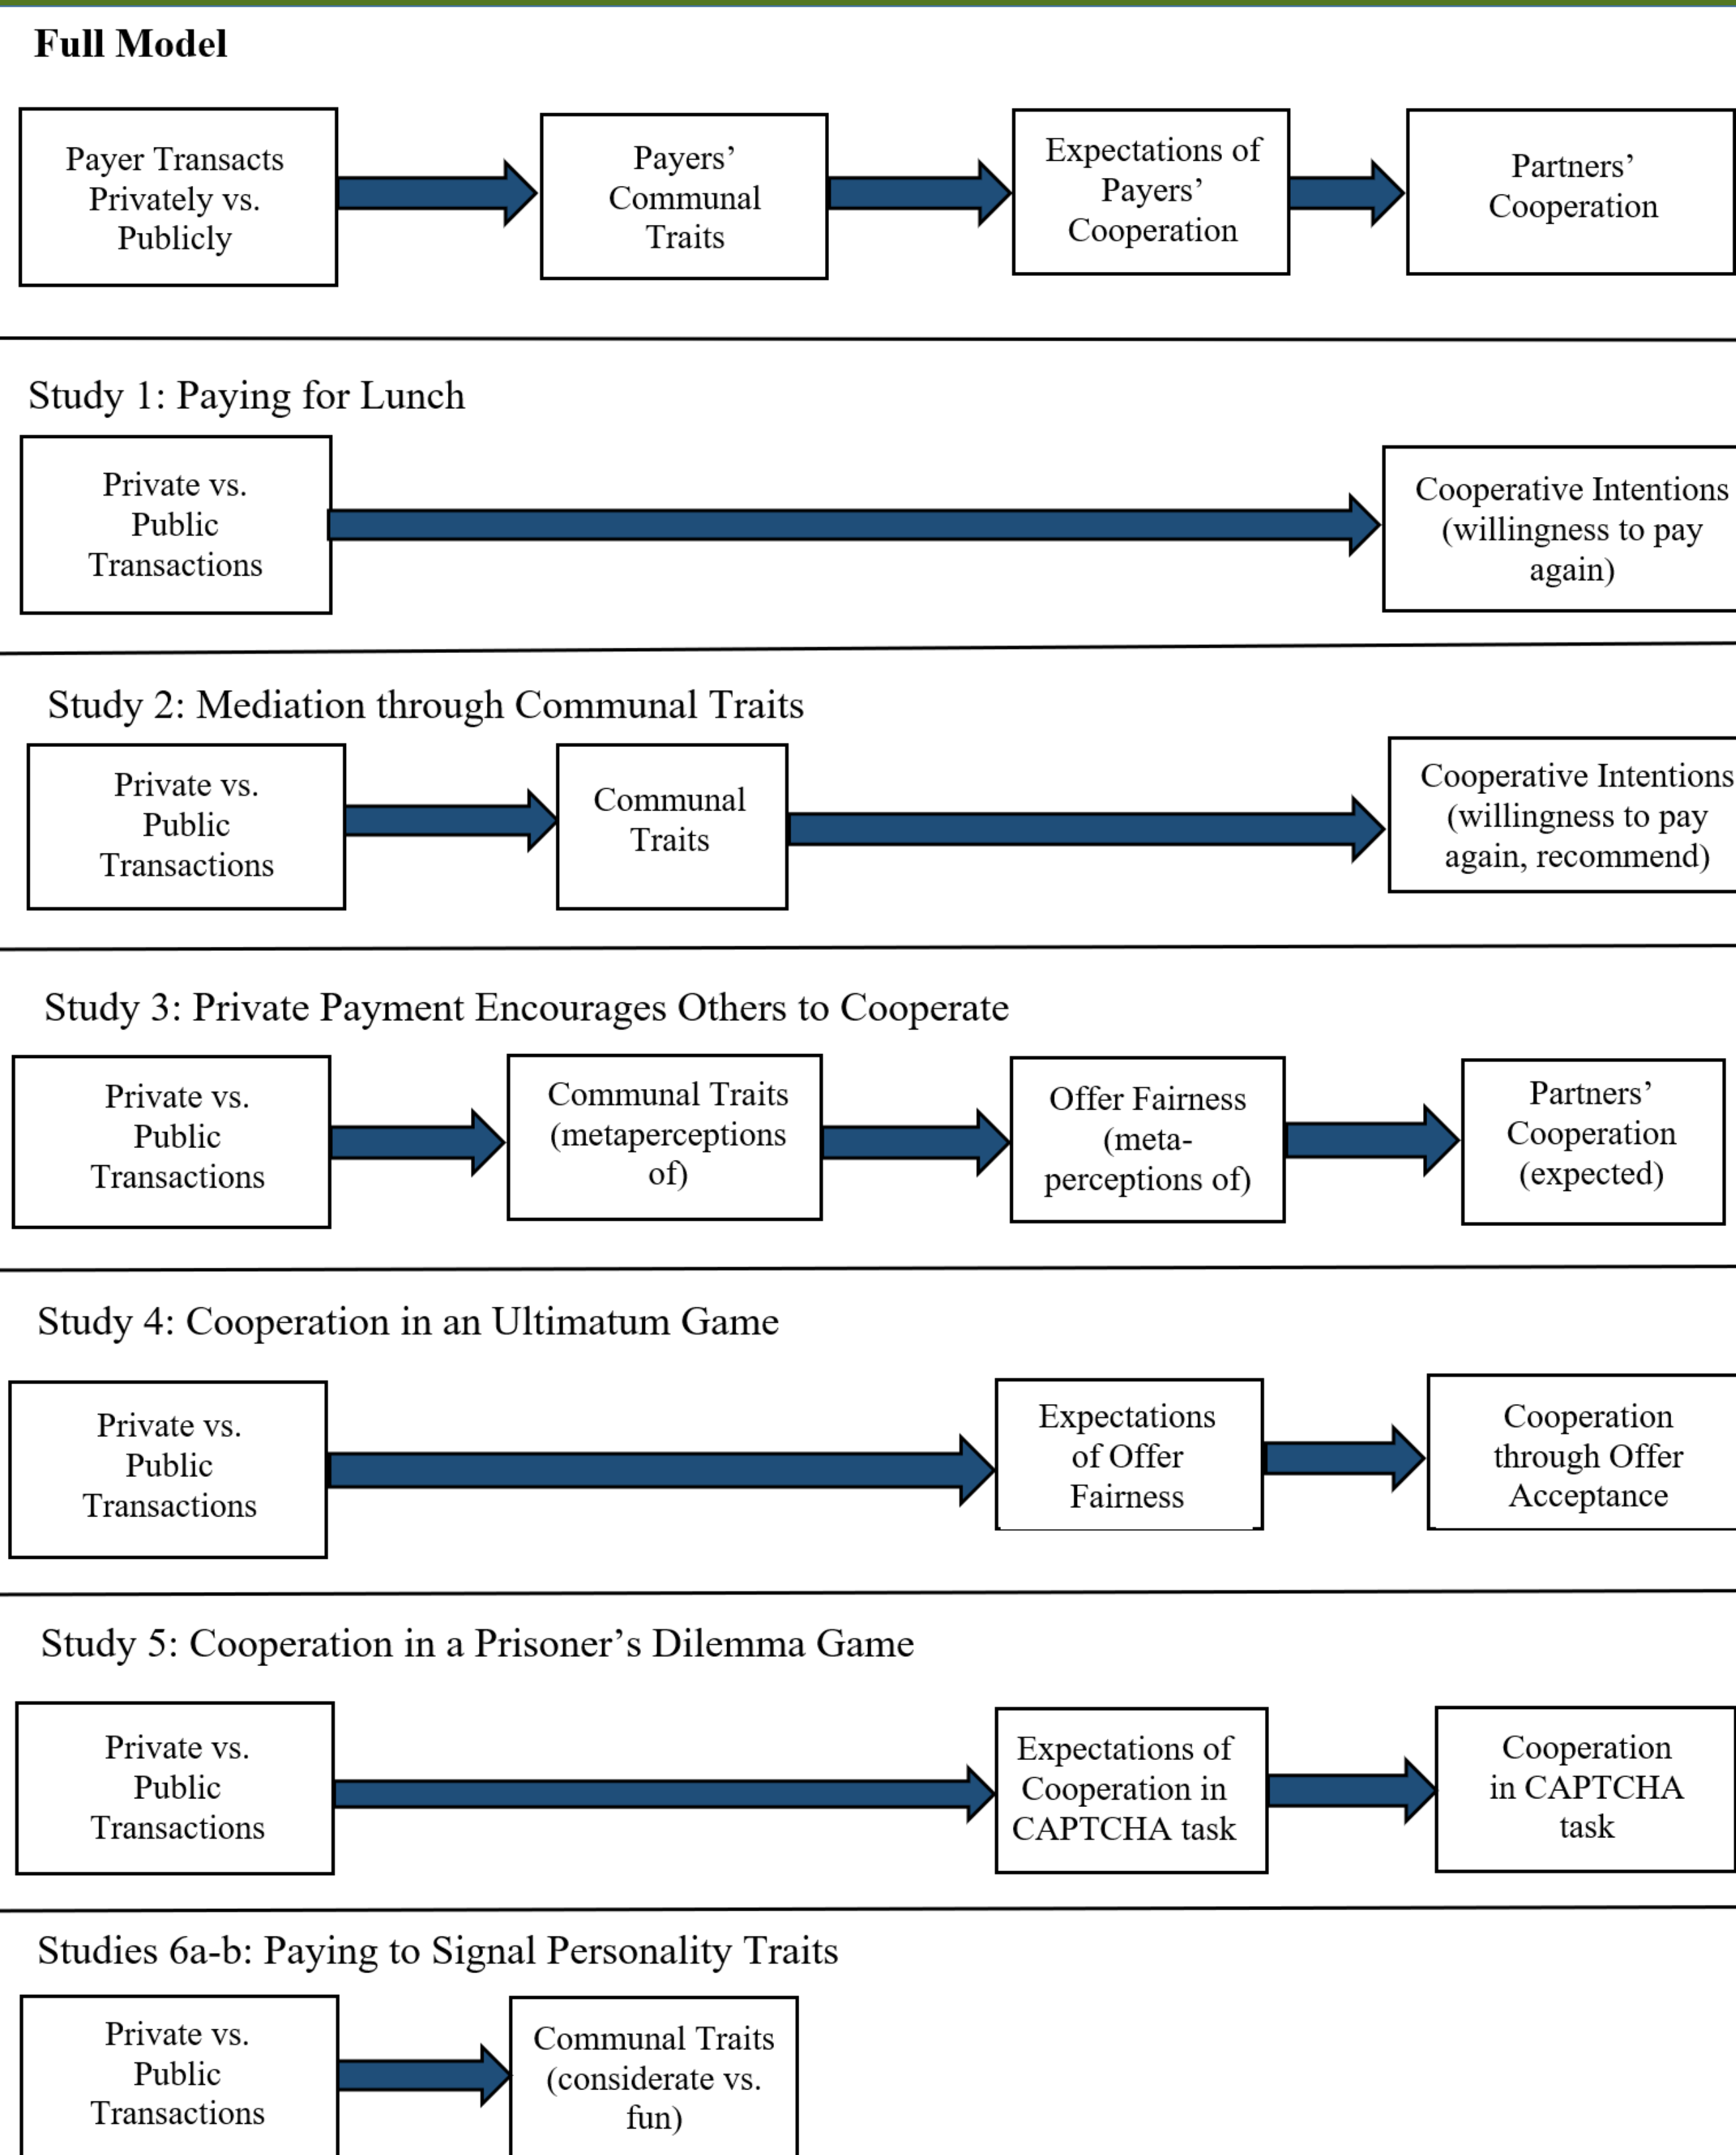 Full Model
Payer Transacts
Privately vs.
Publicly
Payers’
Communal
Traits
Expectations of
Payers’
Cooperation
Partners’
Cooperation
Study 1: Paying for Lunch
Private vs.
Public
Transactions
Cooperative Intentions
(willingness to pay
again)
Study 2: Mediation through Communal Traits
Private vs.
Public
Transactions
Communal
Traits
Cooperative Intentions
(willingness to pay
again, recommend)
Study 3: Private Payment Encourages Others to Cooperate
Private vs.
Public
Transactions
Communal Traits
(metaperceptions
of)
Offer Fairness
(meta-
perceptions of)
Partners’
Cooperation
(expected)
Study 4: Cooperation in an Ultimatum Game
Private vs.
Public
Transactions
Expectations
of Offer
Fairness
Cooperation
through Offer
Acceptance
Study 5: Cooperation in a Prisoner’s Dilemma Game
Private vs.
Public
Transactions
Expectations of
Cooperation in
CAPTCHA task
Cooperation
in CAPTCHA
task
Studies 6a-b: Paying to Signal Personality Traits
Private vs.
Public
Transactions
Communal Traits
(considerate vs.
fun)